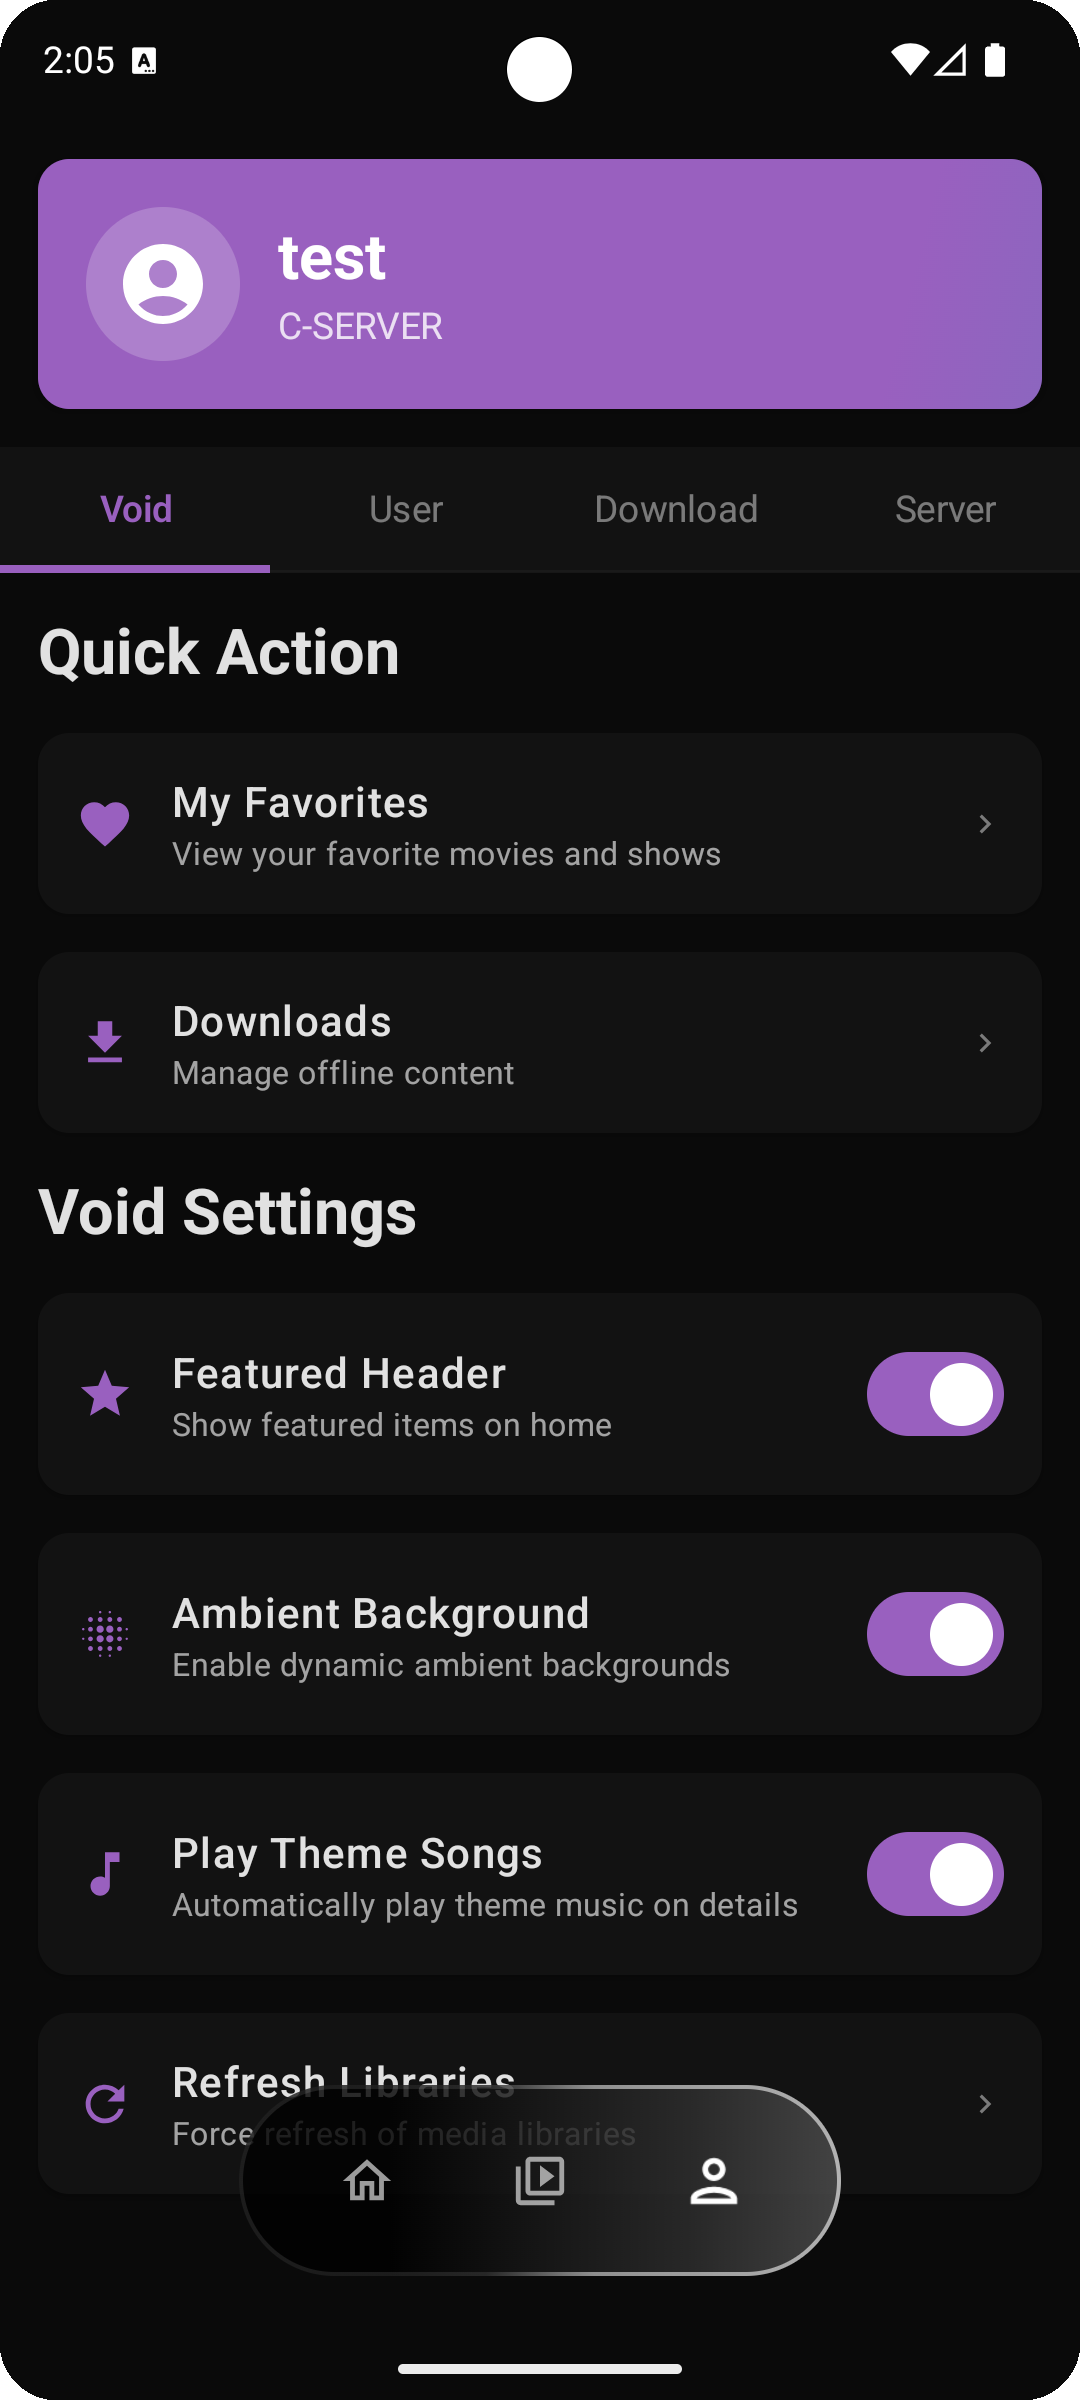 2:05
test
C-SERVER
Void User Download Server
Quick Action
My Favorites
View your favorite movies and shows
Downloads
Manage offline content
Void Settings
Featured Header
Show featured items on home
Ambient Background
Enable dynamic ambient backgrounds
Play Theme Songs
Automatically play theme music on details
Refresh Libraries
Force refresh of media libraries